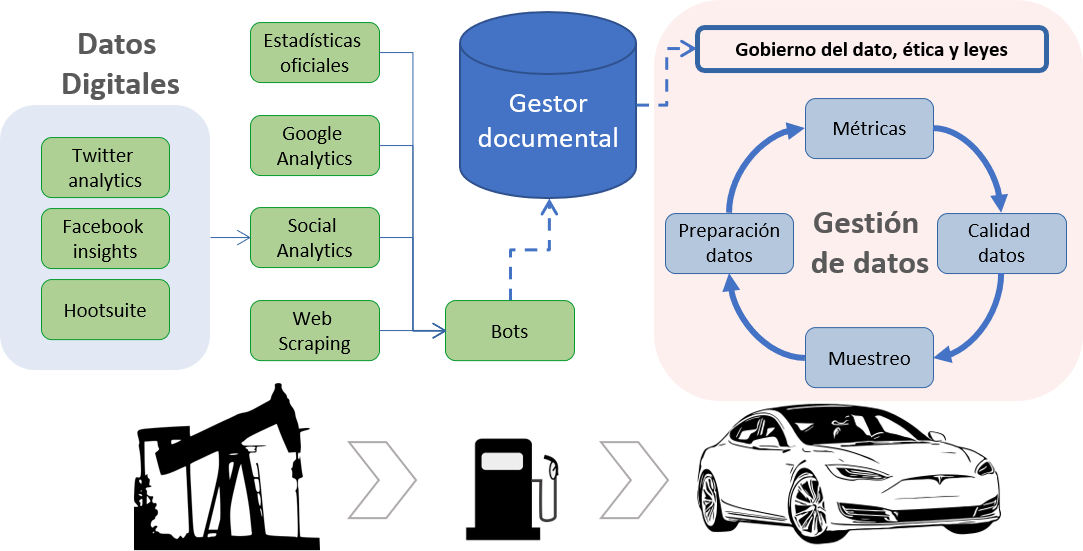 Datos
Digitales
Twitter
analytics
Facebook
insights
Hootsuite
Estadísticas
oficiales
Google
Analytics
Social
Analytics
Web
Scraping
Bots
Gestor
documental
Gobierno del dato, ética y leyes
Métricas
Preparación
datos
Gestión
de datos
Calidad
datos
Muestreo